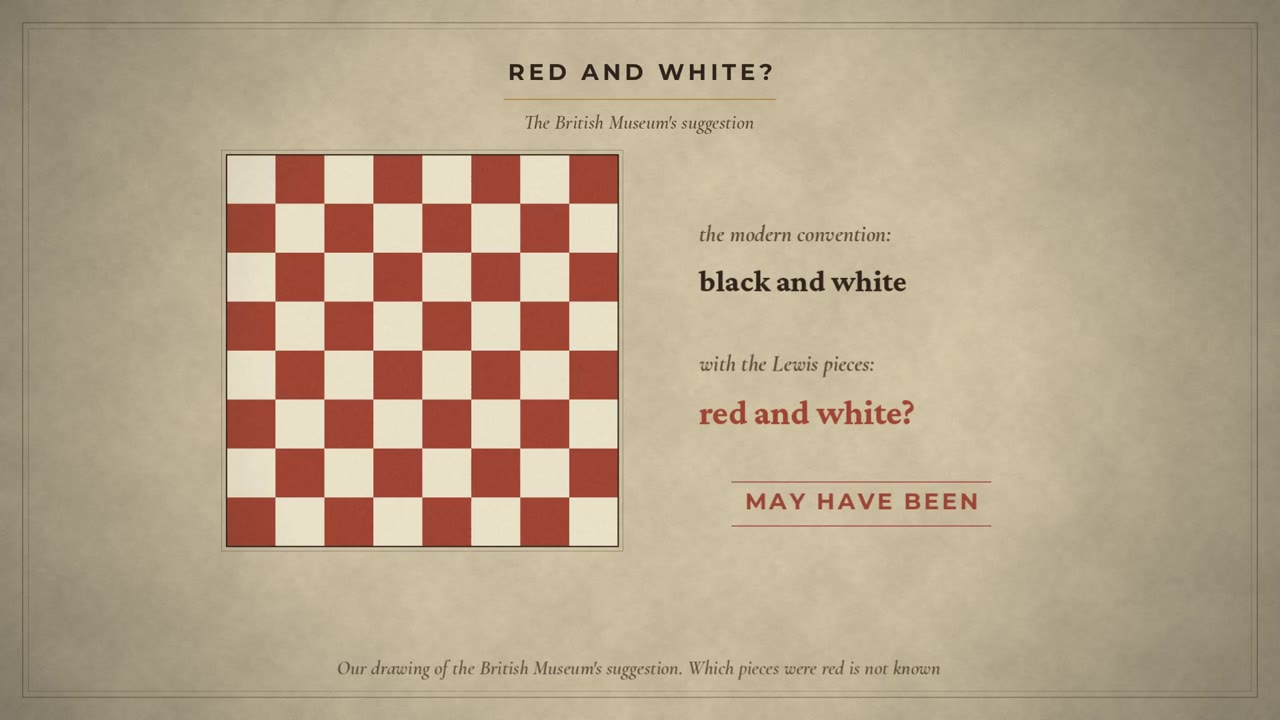 RED AND WHITE?
The British Museum's suggestion
the modern convention:
black and white
with the Lewis pieces:
red and white?
MAY HAVE BEEN
Our drawing of the British Museum's suggestion. Which pieces were red is not known